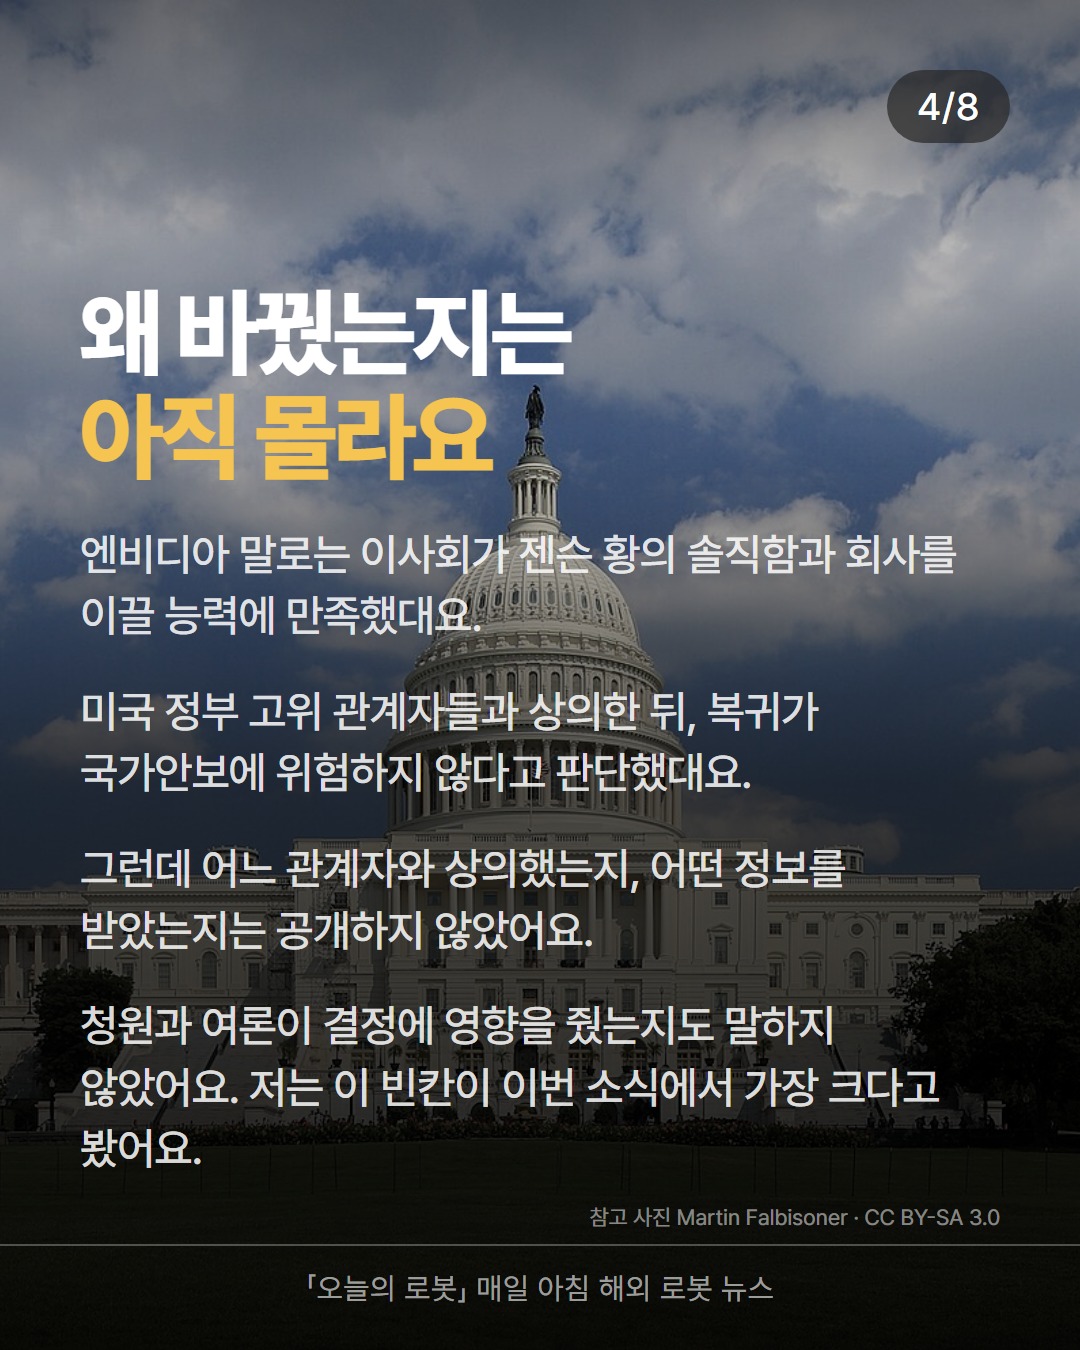 4/8
왜 바꿨는지는
아직 몰라요
엔비디아 말로는 이사회가 젠슨 황의 솔직함과 회사를
이끌 능력에 만족했대요.
미국 정부 고위 관계자들과 상의한 뒤, 복귀가
국가안보에 위험하지 않다고 판단했대요.
그런데 어느 관계자와 상의했는지, 어떤 정보를
받았는지는 공개하지 않았어요.
청원과 여론이 결정에 영향을 줬는지도 말하지
않았어요. 저는 이 빈칸이 이번 소식에서 가장 크다고
봤어요.
참고 사진 Martin Falbisoner · CC BY-SA 3.0
「오늘의 로봇」 매일 아침 해외 로봇 뉴스